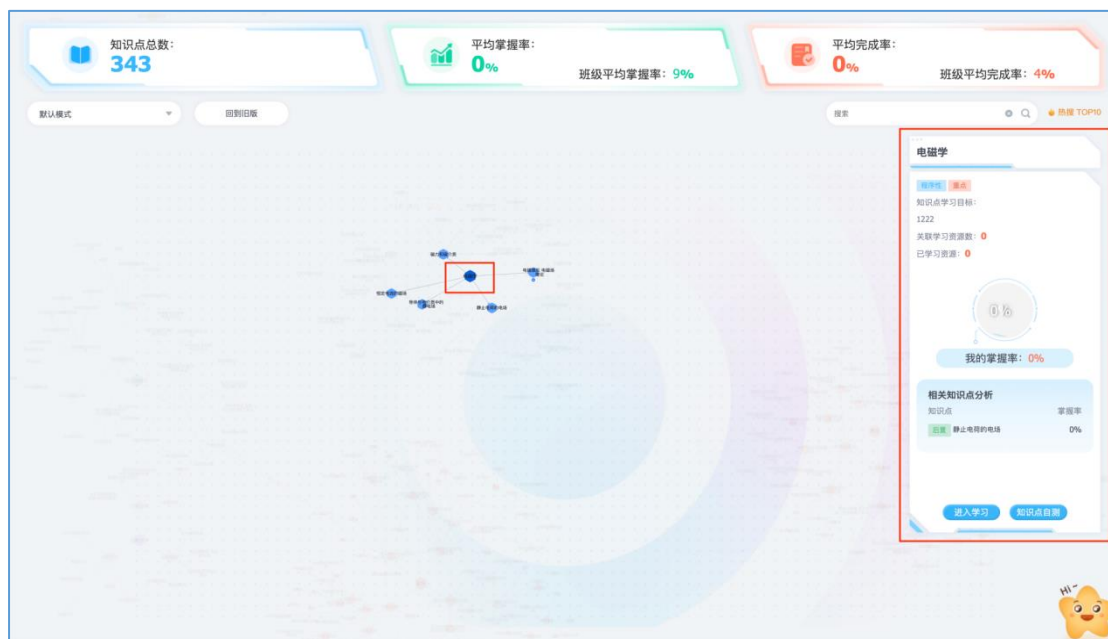 知识点总数：
343
平均掌握率：
0%
班级平均掌握率：9%
平均完成率：
0%
班级平均完成率：4%
默认模式
回到旧版
搜索
热搜 TOP10
电磁学
重点
知识点学习目标：
1222
关联学习资源数：0
已学习资源：0
静止电荷的电场
0%
我的掌握率：0%
相关知识点分析
知识点 掌握率
后置 静止电荷的电场 0%
进入学习 知识点自测
Hi~